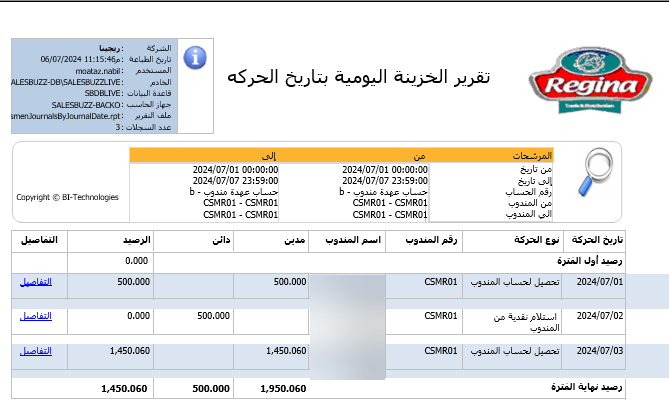 الشركة : ريجينا
تاريخ الطباعة : 06/07/2024 11:15:46م
المستخدم : moataz.nabil
الخادم : ALESBUZZ-DB\SALESBUZZLIVE
قاعدة البيانات : SBDBLIVE
جهاز الحاسب : SALESBUZZ-BACKO
ملف التقرير : smenJournalsByJournalDate.rpt
عدد السجلات : 3
تقرير الخزينة اليومية بتاريخ الحركه
Regina
Trade & Distribution
المرشحات من إلى
من تاريخ 2024/07/01 00:00:00 2024/07/01 00:00:00
إلى تاريخ 2024/07/07 23:59:00 2024/07/07 23:59:00
رقم الحساب حساب عهدة مندوب - b حساب عهدة مندوب - b
من المندوب CSMR01 - CSMR01 CSMR01 - CSMR01
الى المندوب CSMR01 - CSMR01 CSMR01 - CSMR01
Copyright © BI-Technologies
تاريخ الحركة نوع الحركة رقم المندوب اسم المندوب مدين دائن الرصيد التفاصيل
رصيد أول الفترة 0.000
2024/07/01 تحصيل لحساب المندوب CSMR01 500.000 500.000 التفاصيل
2024/07/02 استلام نقدية من المندوب CSMR01 500.000 0.000 التفاصيل
2024/07/03 تحصيل لحساب المندوب CSMR01 1,450.060 1,450.060 التفاصيل
رصيد نهاية الفترة 1,950.060 500.000 1,450.060